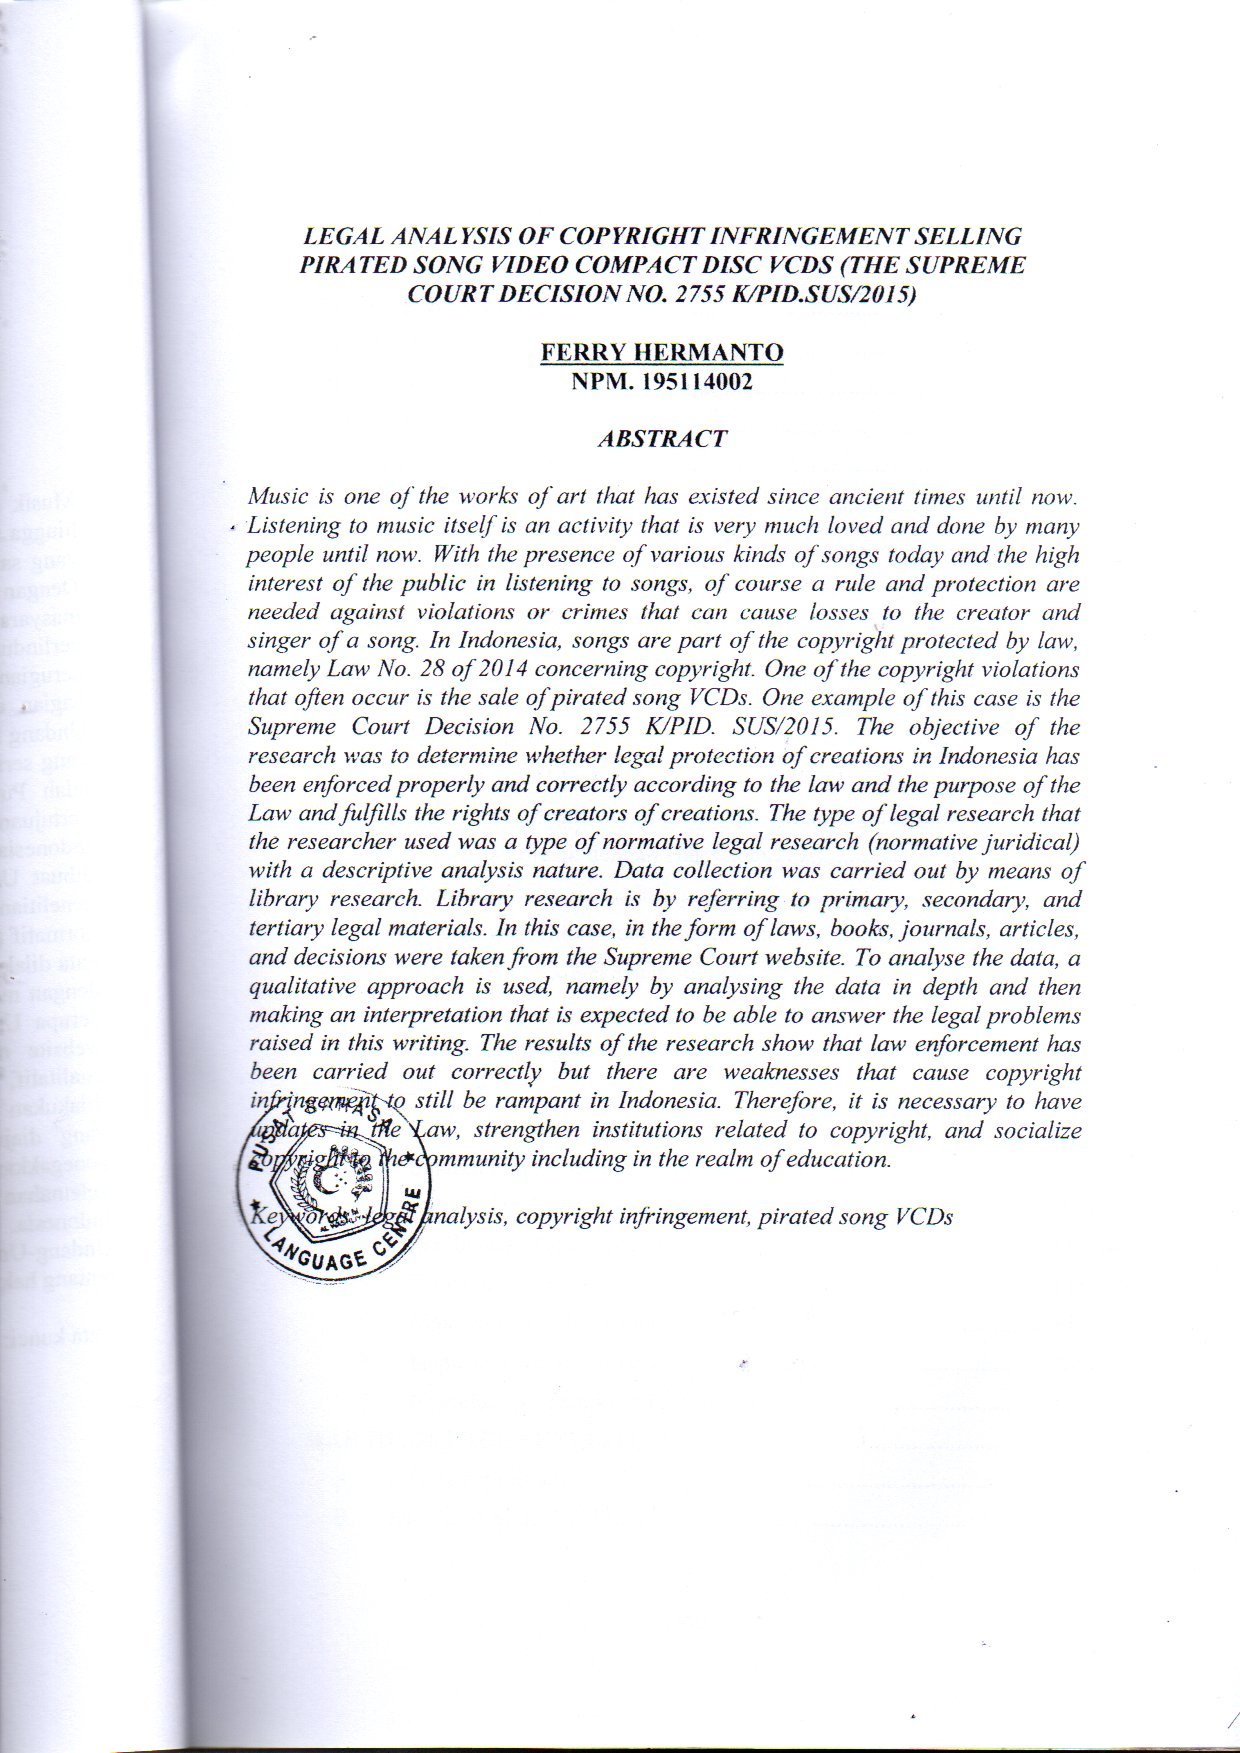 LEGAL ANALYSIS OF COPYRIGHT INFRINGEMENT SELLING
PIRATED SONG VIDEO COMPACT DISC VCDS (THE SUPREME
COURT DECISION NO. 2755 K/PID.SUS/2015)
FERRY HERMANTO
NPM. 195114002
ABSTRACT
Music is one of the works of art that has existed since ancient times until now.
Listening to music itself is an activity that is very much loved and done by many
people until now. With the presence of various kinds of songs today and the high
interest of the public in listening to songs, of course a rule and protection are
needed against violations or crimes that can cause losses to the creator and
singer of a song. In Indonesia, songs are part of the copyright protected by law,
namely Law No. 28 of 2014 concerning copyright. One of the copyright violations
that often occur is the sale of pirated song VCDs. One example of this case is the
Supreme Court Decision No. 2755 K/PID. SUS/2015. The objective of the
research was to determine whether legal protection of creations in Indonesia has
been enforced properly and correctly according to the law and the purpose of the
Law and fulfills the rights of creators of creations. The type of legal research that
the researcher used was a type of normative legal research (normative juridical)
with a descriptive analysis nature. Data collection was carried out by means of
library research. Library research is by referring to primary, secondary, and
tertiary legal materials. In this case, in the form of laws, books, journals, articles,
and decisions were taken from the Supreme Court website. To analyse the data, a
qualitative approach is used, namely by analysing the data in depth and then
making an interpretation that is expected to be able to answer the legal problems
raised in this writing. The results of the research show that law enforcement has
been carried out correctly but there are weaknesses that cause copyright
infringement to still be rampant in Indonesia. Therefore, it is necessary to have
updates in the Law, strengthen institutions related to copyright, and socialize
copyright to the community including in the realm of education.
Keywords: legal analysis, copyright infringement, pirated song VCDs
PUSAT BAHASA
LANGUAGE CENTRE